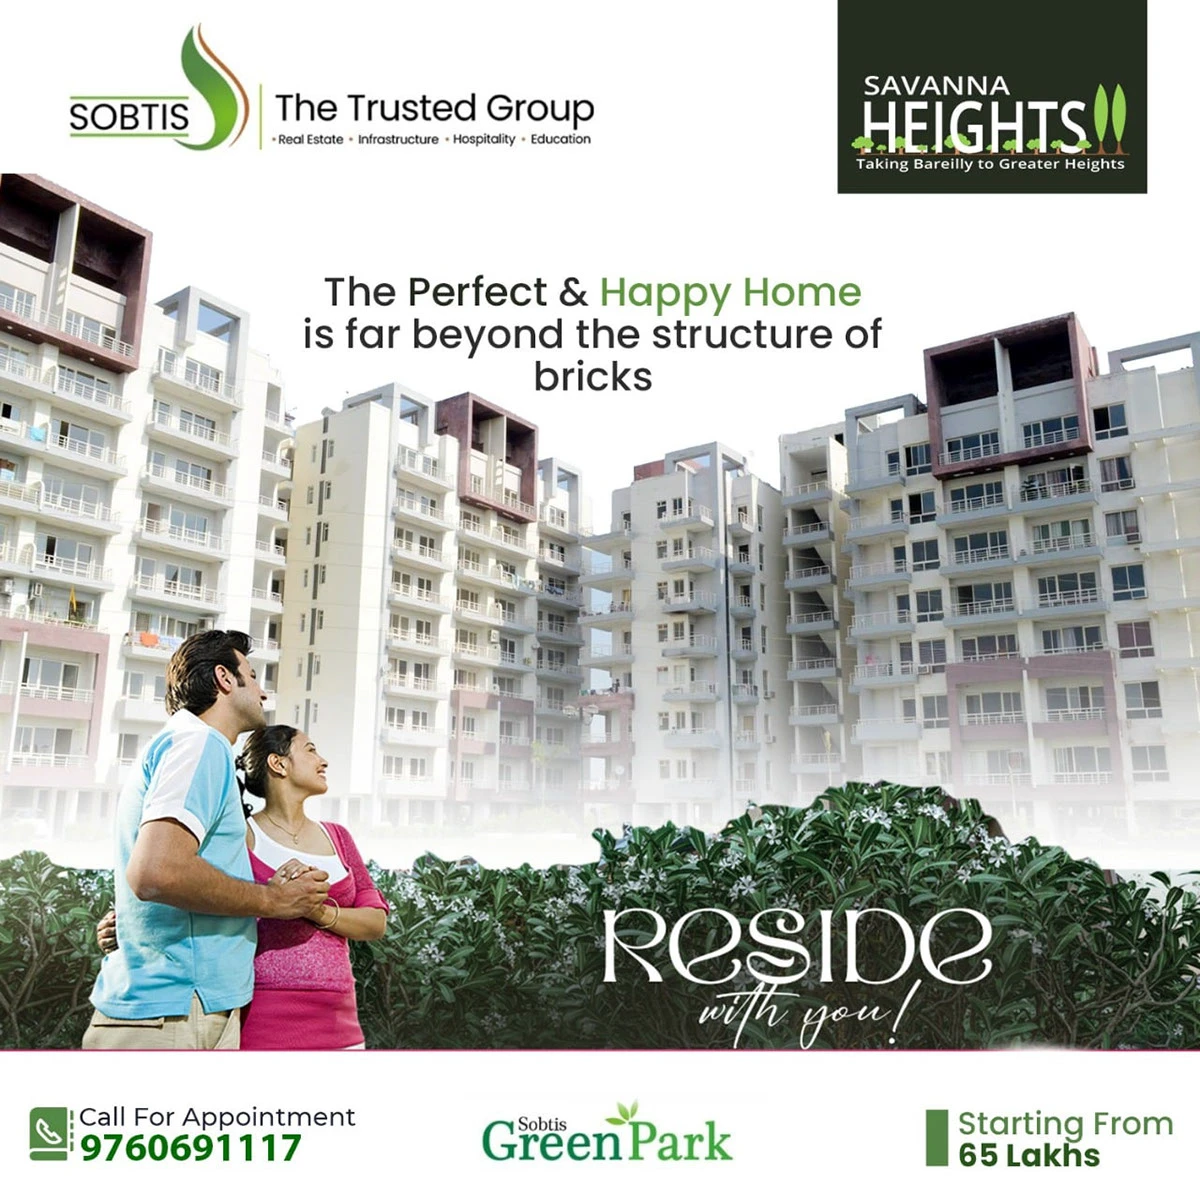 SOBTIS
The Trusted Group
• Real Estate • Infrastructure • Hospitality • Education
SAVANNA
HEIGHTS
Taking Bareilly to Greater Heights
The Perfect & Happy Home
is far beyond the structure of
bricks
RESIDE
with you!
Call For Appointment
9760691117
Sobtis
Green Park
Starting From
65 Lakhs